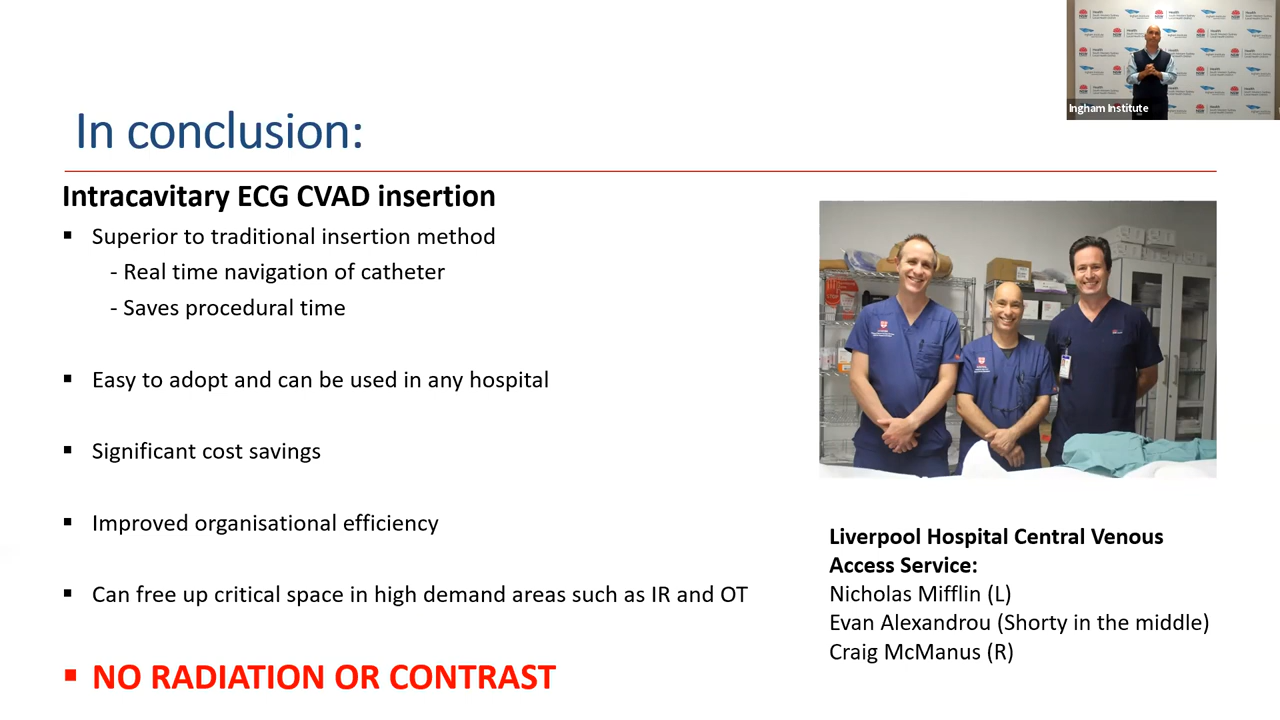 Ingham Institute
In conclusion:
Intracavitary ECG CVAD insertion
▪ Superior to traditional insertion method
- Real time navigation of catheter
- Saves procedural time
▪ Easy to adopt and can be used in any hospital
▪ Significant cost savings
▪ Improved organisational efficiency
▪ Can free up critical space in high demand areas such as IR and OT
▪ NO RADIATION OR CONTRAST
Liverpool Hospital Central Venous
Access Service:
Nicholas Mifflin (L)
Evan Alexandrou (Shorty in the middle)
Craig McManus (R)